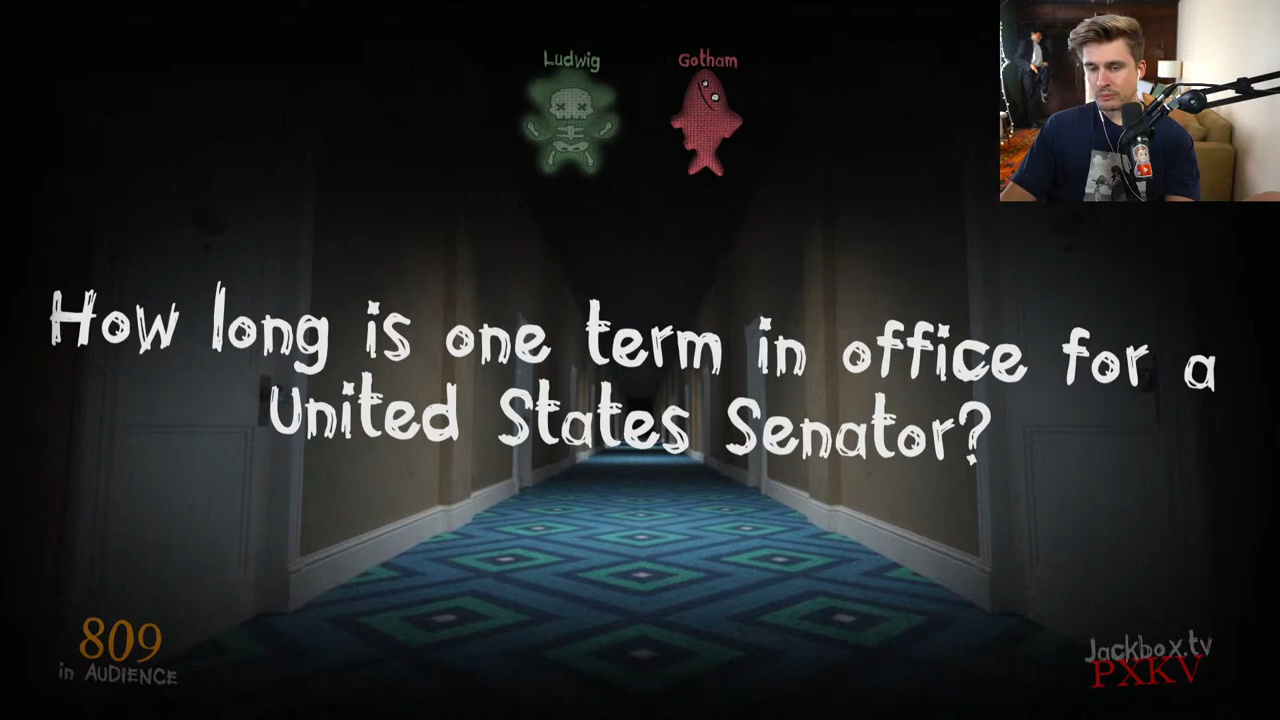 Ludwig
Gotham
How long is one term in office for a
United States Senator?
809
in AUDIENCE
Jackbox.tv
PXKV